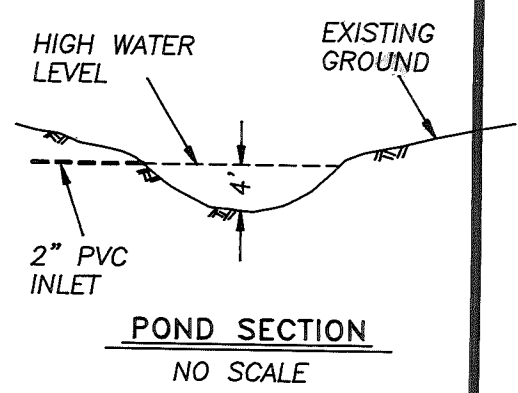 HIGH WATER
LEVEL
EXISTING
GROUND
4'
2" PVC
INLET
POND SECTION
NO SCALE